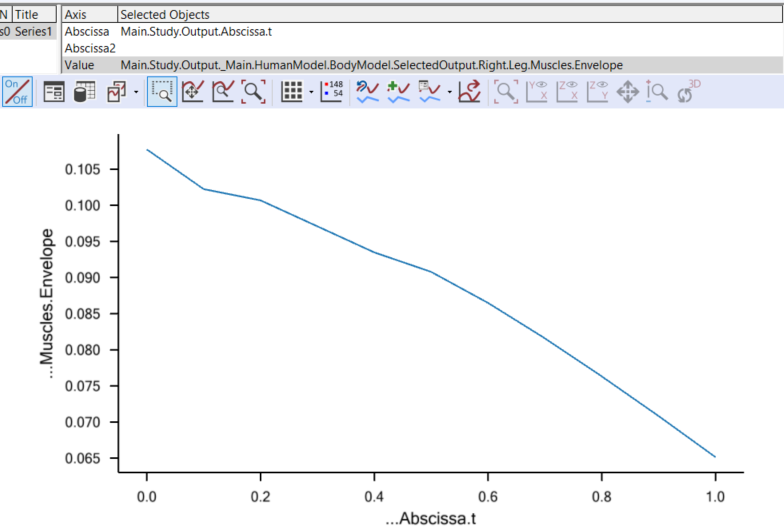 N Title Axis Selected Objects
s0 Series1 Abscissa Main.Study.Output.Abscissa.t
Abscissa2
Value Main.Study.Output._Main.HumanModel.BodyModel.SelectedOutput.Right.Leg.Muscles.Envelope
On
Off
148
54
Y X
Z X
Z Y
3D
0.105
0.100
0.095
0.090
0.085
0.080
0.075
0.070
0.065
...Muscles.Envelope
0.0 0.2 0.4 0.6 0.8 1.0
...Abscissa.t